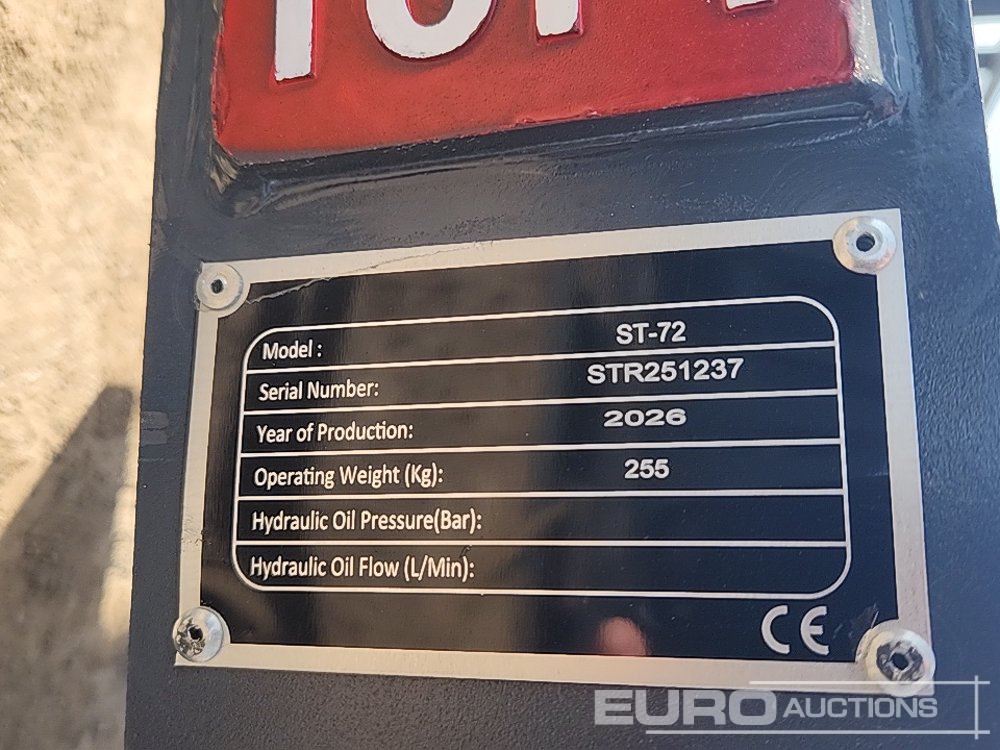 Model : ST-72
Serial Number: STR251237
Year of Production: 2026
Operating Weight (Kg): 255
Hydraulic Oil Pressure(Bar):
Hydraulic Oil Flow (L/Min):
CE
EURO AUCTIONS